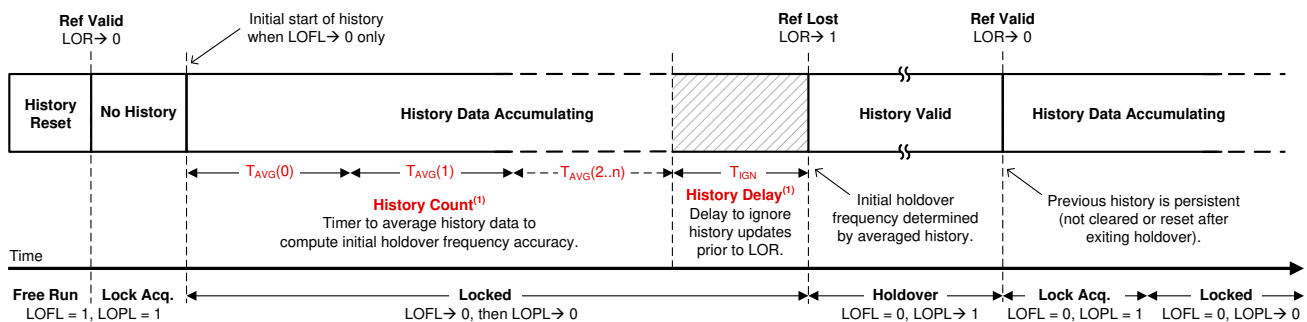 Ref Valid
LOR→ 0
Initial start of history
when LOFL→ 0 only
Ref Lost
LOR→ 1
Ref Valid
LOR→ 0
History
Reset
No History
History Data Accumulating
History Valid
History Data Accumulating
TAVG(0)
TAVG(1)
TAVG(2..n)
TIGN
History Count(1)
Timer to average history data to
compute initial holdover frequency accuracy.
History Delay(1)
Delay to ignore
history updates
prior to LOR.
Initial holdover
frequency determined
by averaged history.
Previous history is persistent
(not cleared or reset after
exiting holdover).
Time
Free Run
Lock Acq.
LOFL = 1, LOPL = 1
Locked
LOFL→ 0, then LOPL→ 0
Holdover
LOFL = 0, LOPL→ 1
Lock Acq.
LOFL = 0, LOPL = 1
Locked
LOFL = 0, LOPL→ 0